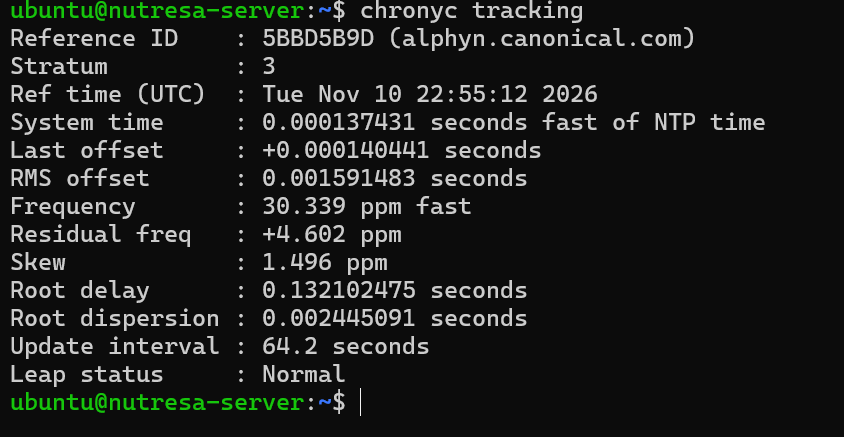 ubuntu@nutresa-server:~$ chronyc tracking
Reference ID    : 5BBD5B9D (alphyn.canonical.com)
Stratum         : 3
Ref time (UTC)  : Tue Nov 10 22:55:12 2026
System time     : 0.000137431 seconds fast of NTP time
Last offset     : +0.000140441 seconds
RMS offset      : 0.001591483 seconds
Frequency       : 30.339 ppm fast
Residual freq   : +4.602 ppm
Skew            : 1.496 ppm
Root delay      : 0.132102475 seconds
Root dispersion : 0.002445091 seconds
Update interval : 64.2 seconds
Leap status     : Normal
ubuntu@nutresa-server:~$